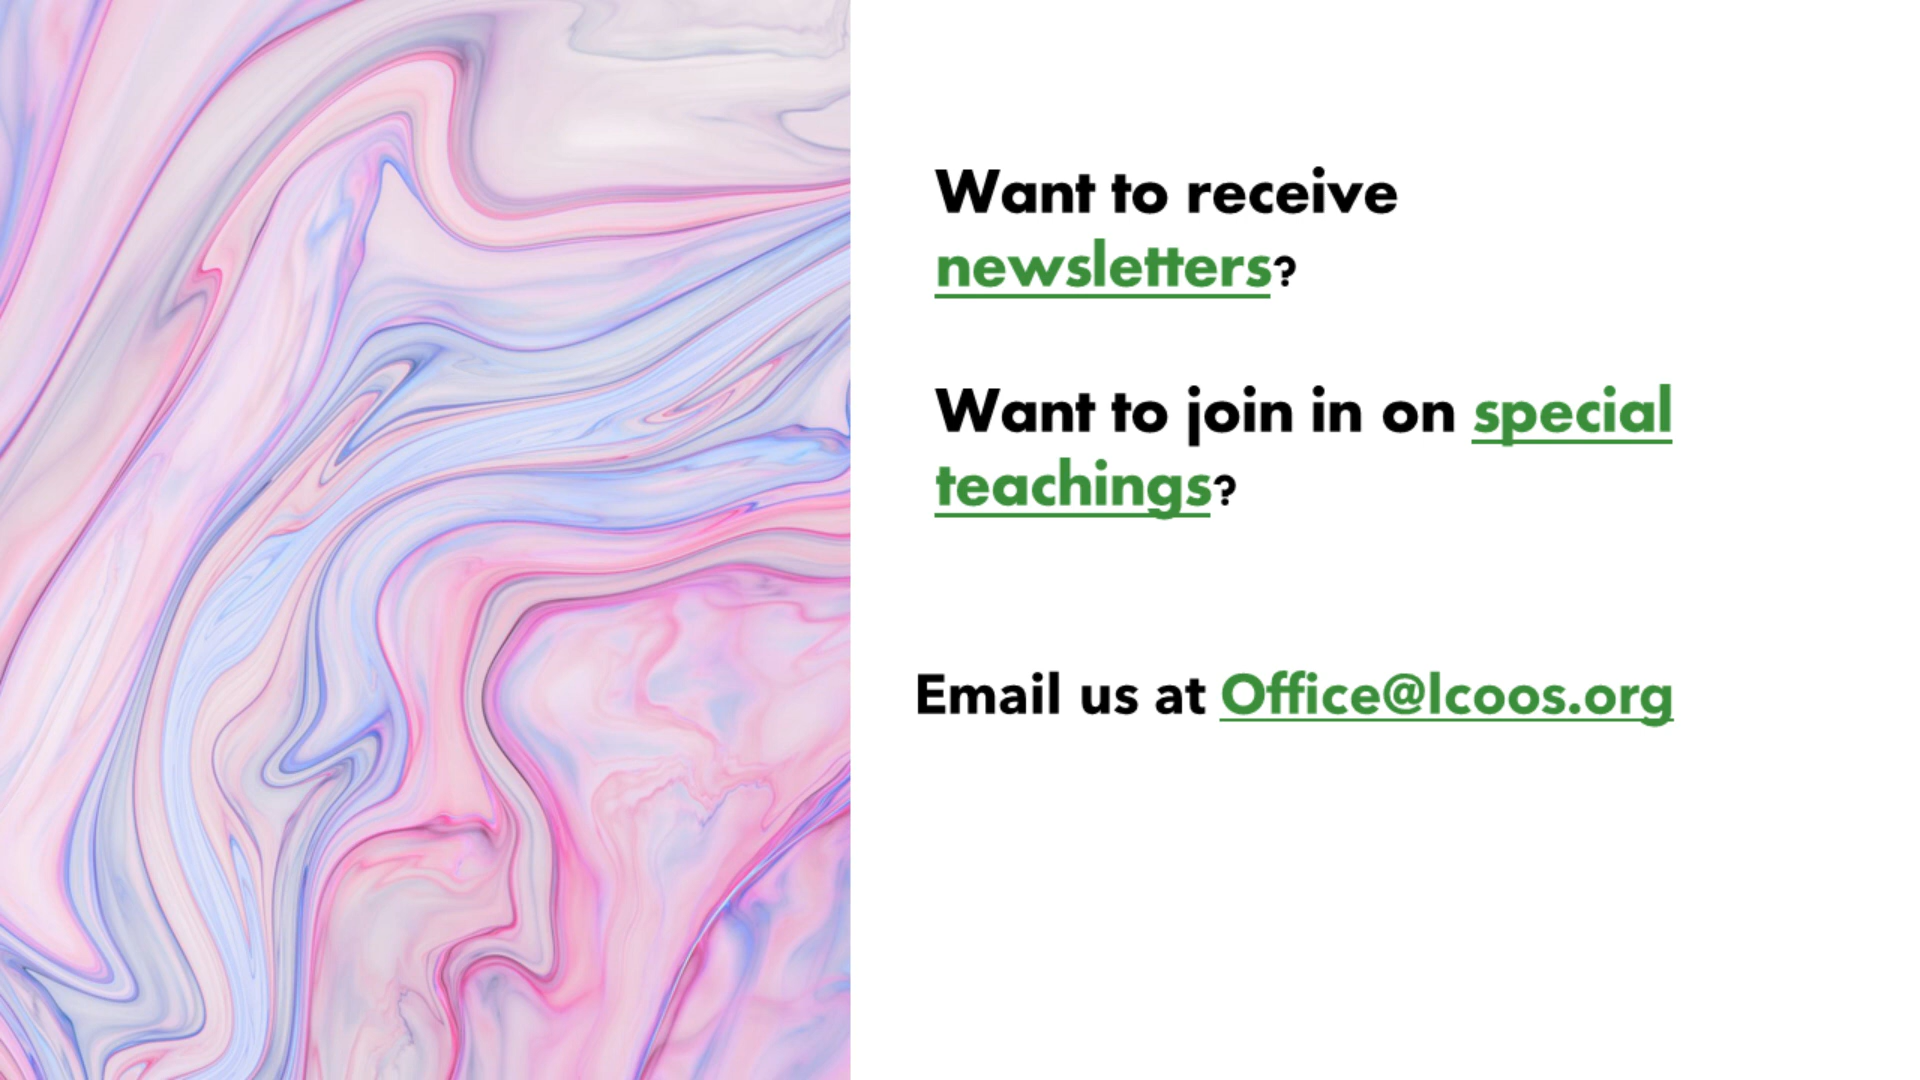 Want to receive
newsletters?
Want to join in on special
teachings?
Email us at Office@lcoos.org